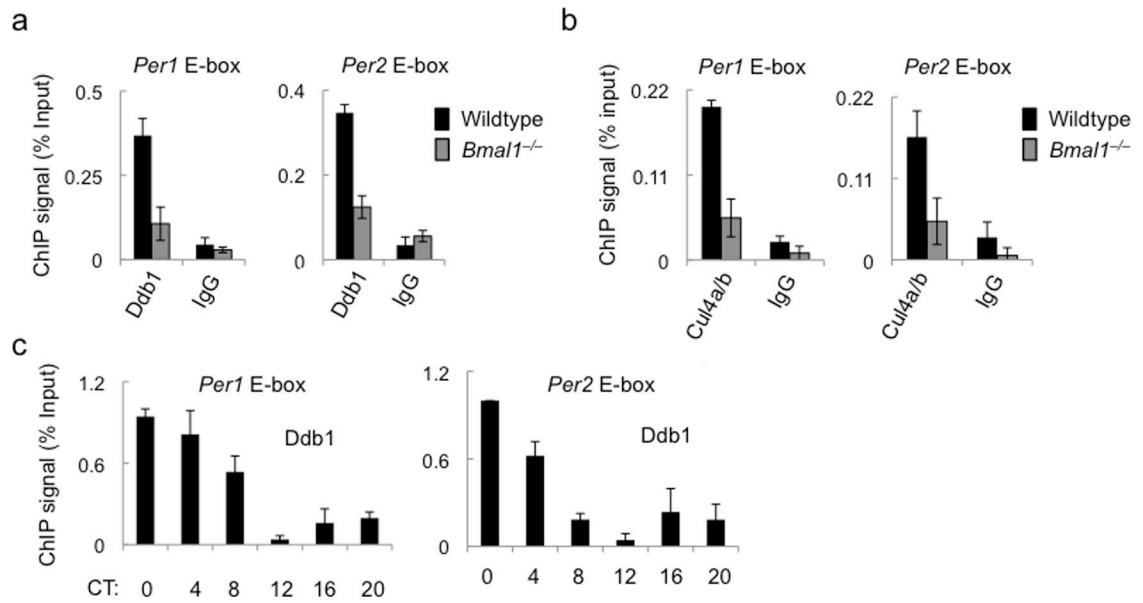 a
Per1 E-box
Per2 E-box
ChIP signal (% Input)
0.5
0.25
0
0.4
0.2
0
Wildtype
Bmal1–/–
Ddb1
IgG
Ddb1
IgG
b
Per1 E-box
Per2 E-box
ChIP signal (% input)
0.22
0.11
0
0.22
0.11
0
Wildtype
Bmal1–/–
Cul4a/b
IgG
Cul4a/b
IgG
c
Per1 E-box
Per2 E-box
ChIP signal (% Input)
1.2
0.6
0
Ddb1
1.2
0.6
0
Ddb1
CT: 0 4 8 12 16 20
0 4 8 12 16 20